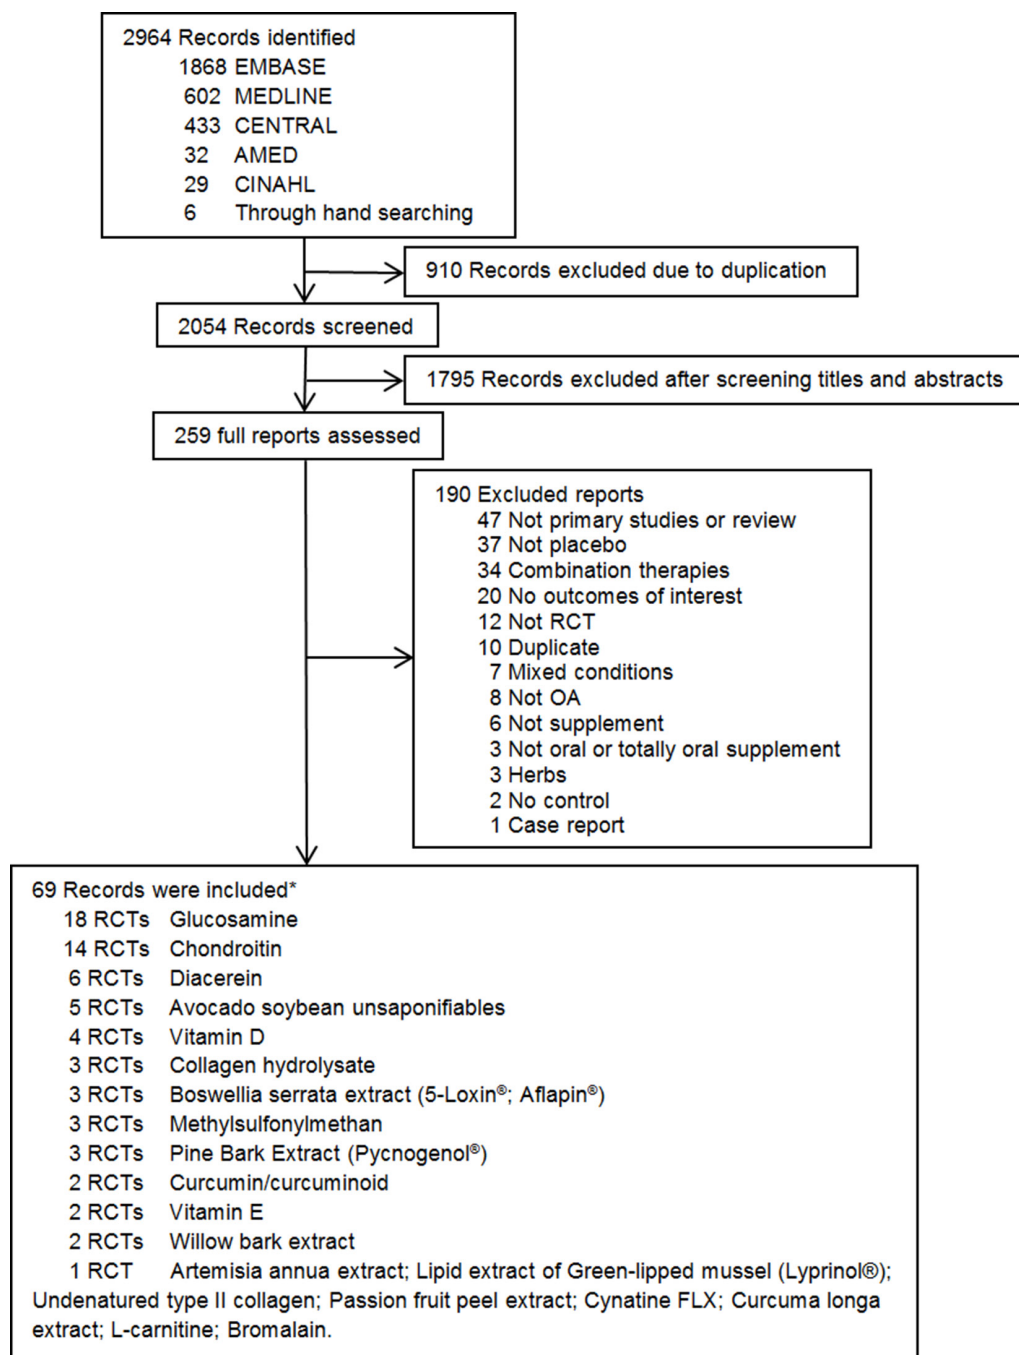 2964 Records identified
1868 EMBASE
602 MEDLINE
433 CENTRAL
32 AMED
29 CINAHL
6 Through hand searching
910 Records excluded due to duplication
2054 Records screened
1795 Records excluded after screening titles and abstracts
259 full reports assessed
190 Excluded reports
47 Not primary studies or review
37 Not placebo
34 Combination therapies
20 No outcomes of interest
12 Not RCT
10 Duplicate
7 Mixed conditions
8 Not OA
6 Not supplement
3 Not oral or totally oral supplement
3 Herbs
2 No control
1 Case report
69 Records were included*
18 RCTs Glucosamine
14 RCTs Chondroitin
6 RCTs Diacerein
5 RCTs Avocado soybean unsaponifiables
4 RCTs Vitamin D
3 RCTs Collagen hydrolysate
3 RCTs Boswellia serrata extract (5-Loxin®; Aflapin®)
3 RCTs Methylsulfonylmethan
3 RCTs Pine Bark Extract (Pycnogenol®)
2 RCTs Curcumin/curcuminoid
2 RCTs Vitamin E
2 RCTs Willow bark extract
1 RCT Artemisia annua extract; Lipid extract of Green-lipped mussel (Lyprinol®);
Undenatured type II collagen; Passion fruit peel extract; Cynatine FLX; Curcuma longa
extract; L-carnitine; Bromalain.